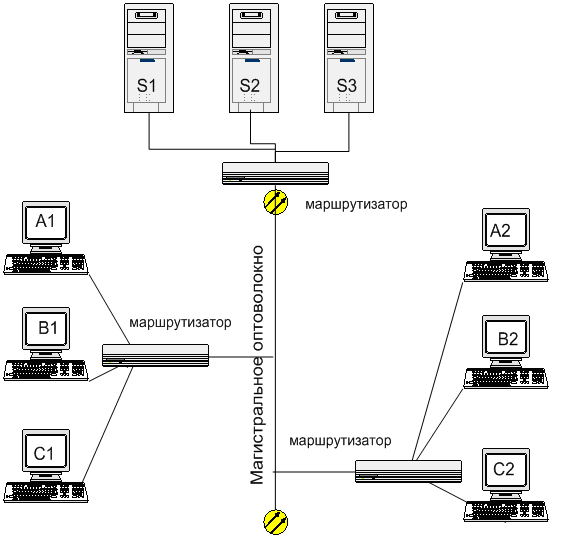 S1
S2
S3
маршрутизатор
A1
A2
маршрутизатор
B1
B2
Магистральное оптоволокно
маршрутизатор
C1
C2